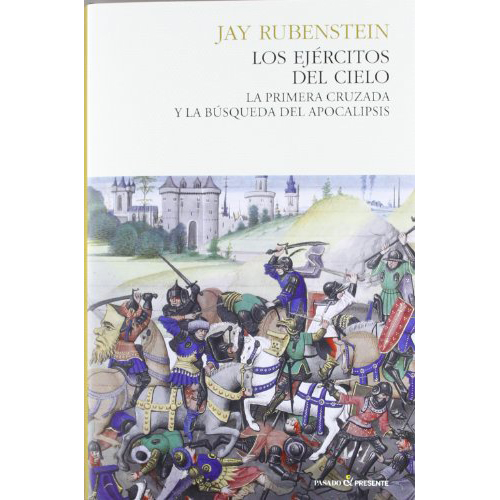 JAY RUBENSTEIN
LOS EJÉRCITOS
DEL CIELO
LA PRIMERA CRUZADA
Y LA BÚSQUEDA DEL APOCALIPSIS
PASADO & PRESENTE